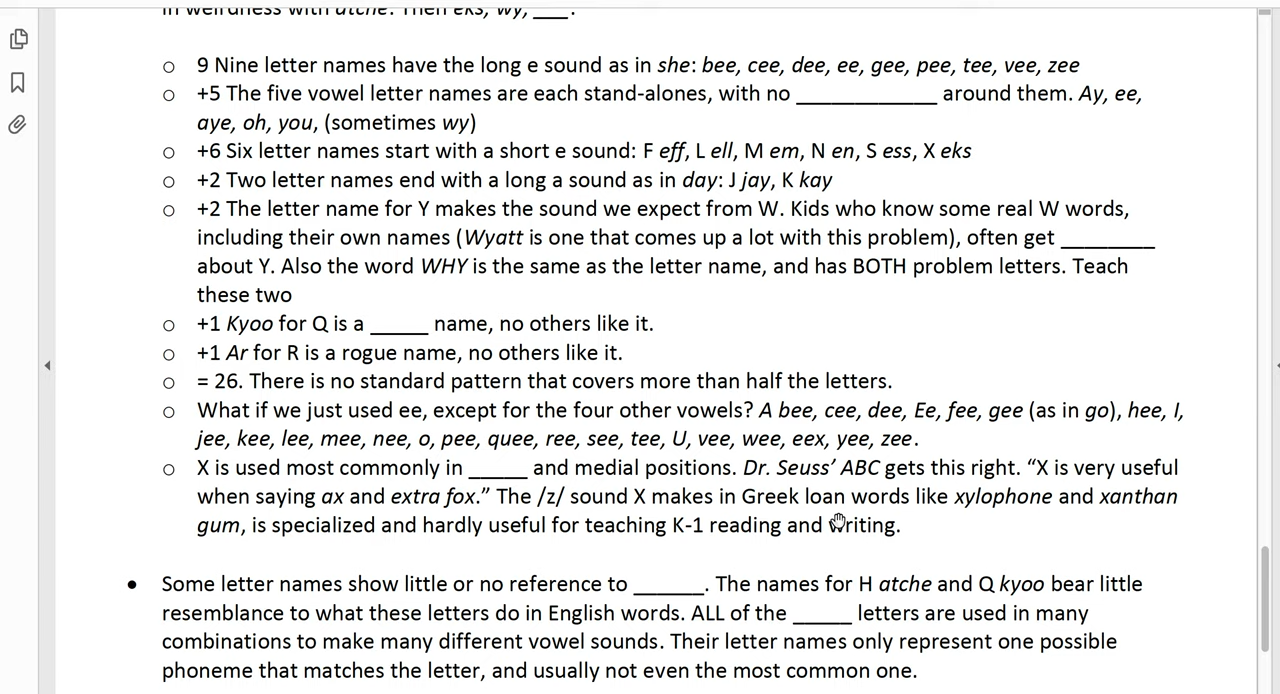 in weirdness with atche. Then eks, wy, ___.
○ 9 Nine letter names have the long e sound as in she: bee, cee, dee, ee, gee, pee, tee, vee, zee
○ +5 The five vowel letter names are each stand-alones, with no ____________ around them. Ay, ee,
aye, oh, you, (sometimes wy)
○ +6 Six letter names start with a short e sound: F eff, L ell, M em, N en, S ess, X eks
○ +2 Two letter names end with a long a sound as in day: J jay, K kay
○ +2 The letter name for Y makes the sound we expect from W. Kids who know some real W words,
including their own names (Wyatt is one that comes up a lot with this problem), often get ________
about Y. Also the word WHY is the same as the letter name, and has BOTH problem letters. Teach
these two
○ +1 Kyoo for Q is a _____ name, no others like it.
○ +1 Ar for R is a rogue name, no others like it.
○ = 26. There is no standard pattern that covers more than half the letters.
○ What if we just used ee, except for the four other vowels? A bee, cee, dee, Ee, fee, gee (as in go), hee, I,
jee, kee, lee, mee, nee, o, pee, quee, ree, see, tee, U, vee, wee, eex, yee, zee.
○ X is used most commonly in _____ and medial positions. Dr. Seuss’ ABC gets this right. “X is very useful
when saying ax and extra fox.” The /z/ sound X makes in Greek loan words like xylophone and xanthan
gum, is specialized and hardly useful for teaching K-1 reading and writing.
• Some letter names show little or no reference to ______. The names for H atche and Q kyoo bear little
resemblance to what these letters do in English words. ALL of the _____ letters are used in many
combinations to make many different vowel sounds. Their letter names only represent one possible
phoneme that matches the letter, and usually not even the most common one.